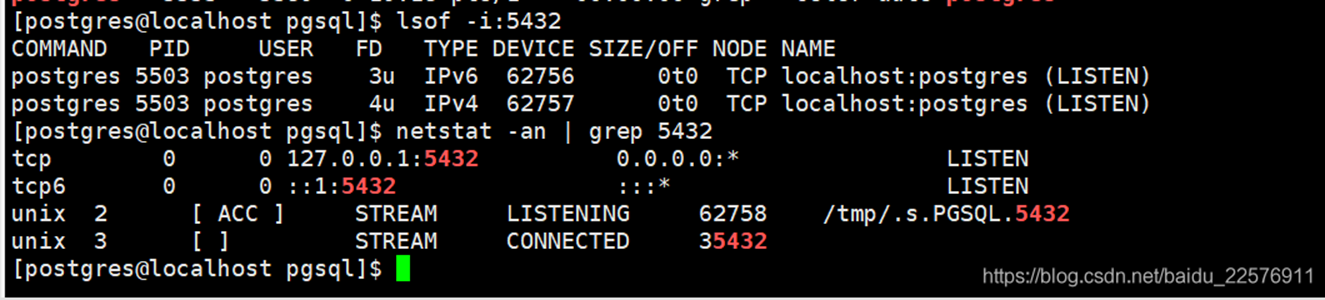 [postgres@localhost pgsql]$ lsof -i:5432
COMMAND PID USER FD TYPE DEVICE SIZE/OFF NODE NAME
postgres 5503 postgres 3u IPv6 62756 0t0 TCP localhost:postgres (LISTEN)
postgres 5503 postgres 4u IPv4 62757 0t0 TCP localhost:postgres (LISTEN)
[postgres@localhost pgsql]$ netstat -an | grep 5432
tcp 0 0 127.0.0.1:5432 0.0.0.0:* LISTEN
tcp6 0 0 ::1:5432 :::* LISTEN
unix 2 [ ACC ] STREAM LISTENING 62758 /tmp/.s.PGSQL.5432
unix 3 [ ] STREAM CONNECTED 35432
[postgres@localhost pgsql]$
https://blog.csdn.net/baidu_22576911